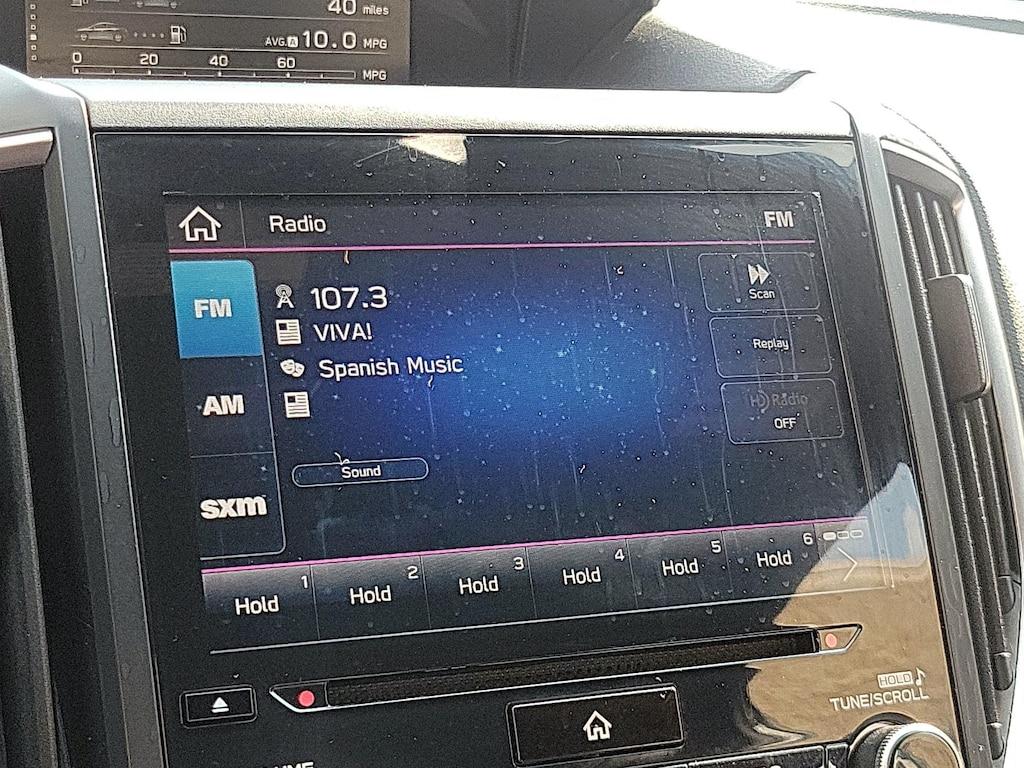 40 miles
AVG.A 10.0 MPG
0 20 40 60 MPG
Radio FM
FM
107.3
Scan
VIVA!
Replay
Spanish Music
AM
HD Radio
OFF
Sound
sxm
1 2 3 4 5 6
Hold Hold Hold Hold Hold Hold
HOLD
TUNE/SCROLL